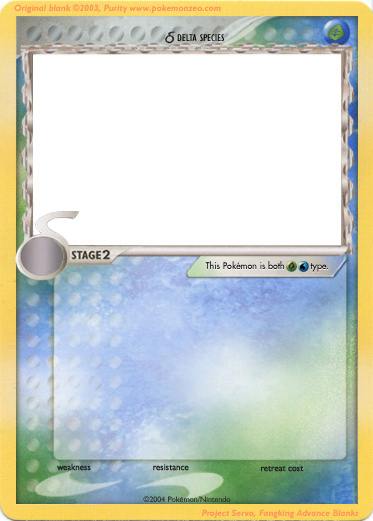 Original blank ©2003, Purity www.pokemonzeo.com
δ DELTA SPECIES
STAGE2
This Pokémon is both type.
weakness resistance retreat cost
©2004 Pokémon/Nintendo
Project Servo, Fangking Advance Blanks